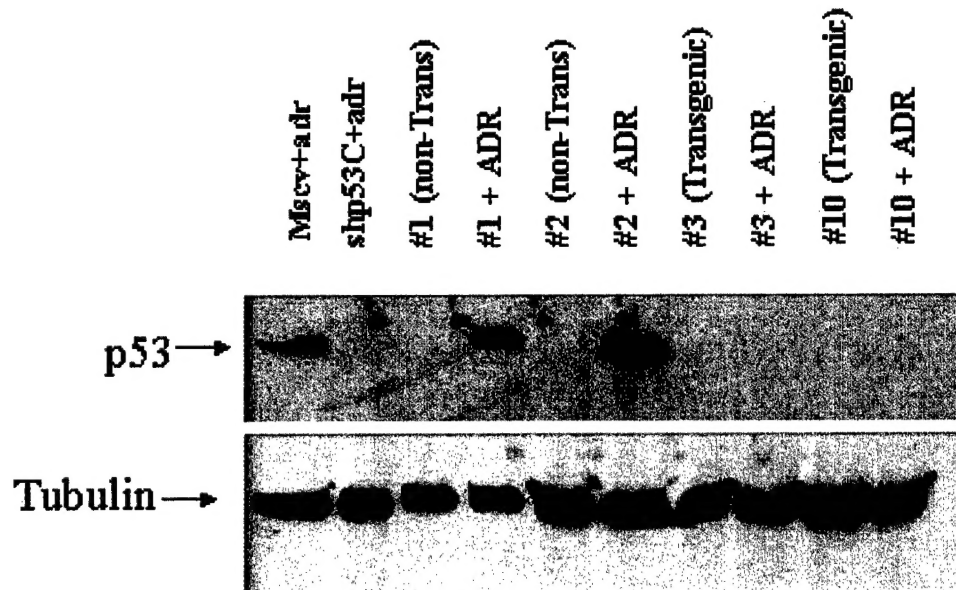 Mscv+adr
shp53C+adr
#1 (non-Trans)
#1 + ADR
#2 (non-Trans)
#2 + ADR
#3 (Transgenic)
#3 + ADR
#10 (Transgenic)
#10 + ADR
p53
Tubulin